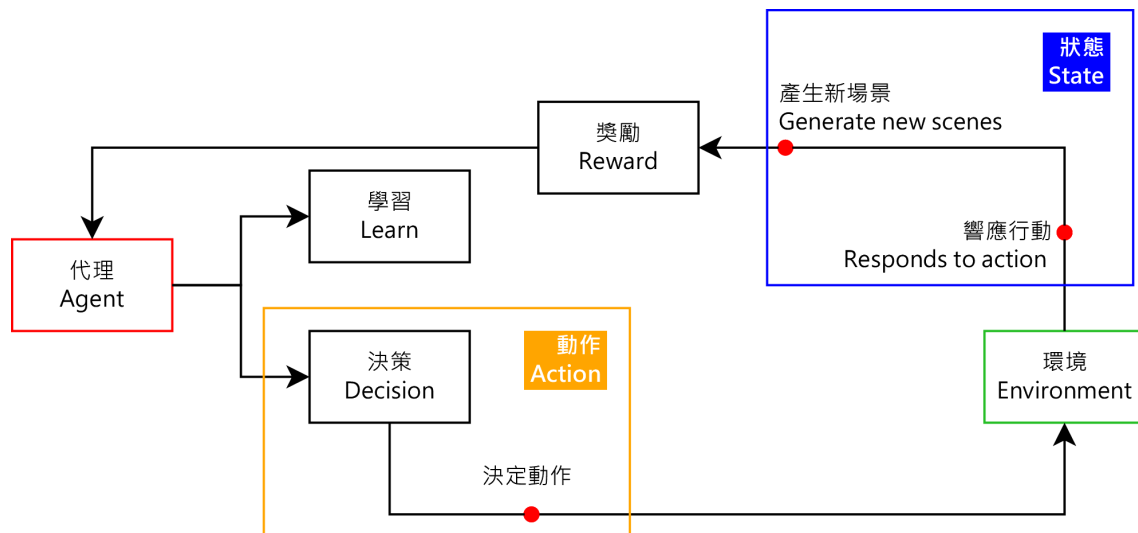 狀態
State
產生新場景
Generate new scenes
獎勵
Reward
學習
Learn
響應行動
Responds to action
代理
Agent
動作
Action
決策
Decision
環境
Environment
決定動作